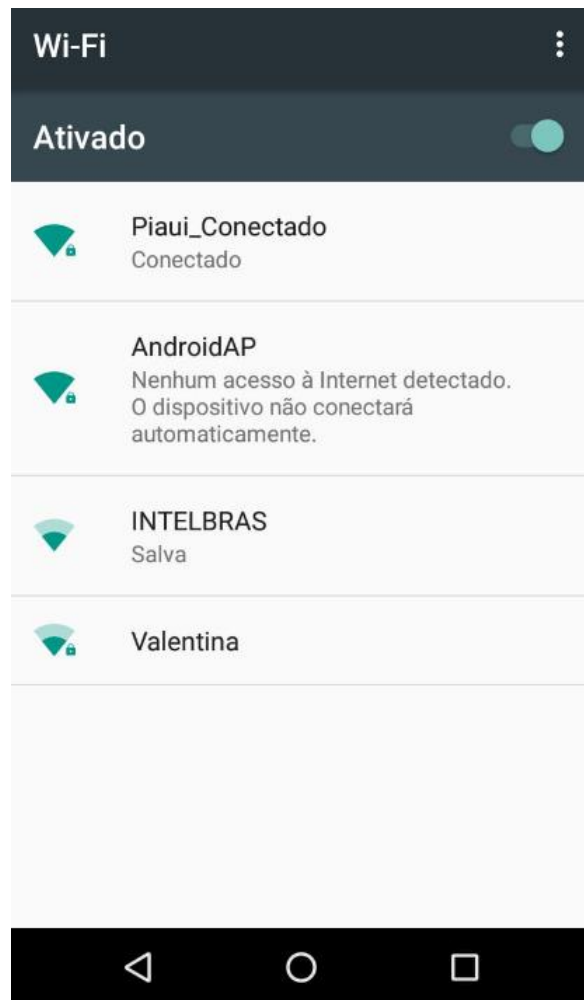 Wi-Fi
Ativado
Piaui_Conectado
Conectado
AndroidAP
Nenhum acesso à Internet detectado.
O dispositivo não conectará
automaticamente.
INTELBRAS
Salva
Valentina